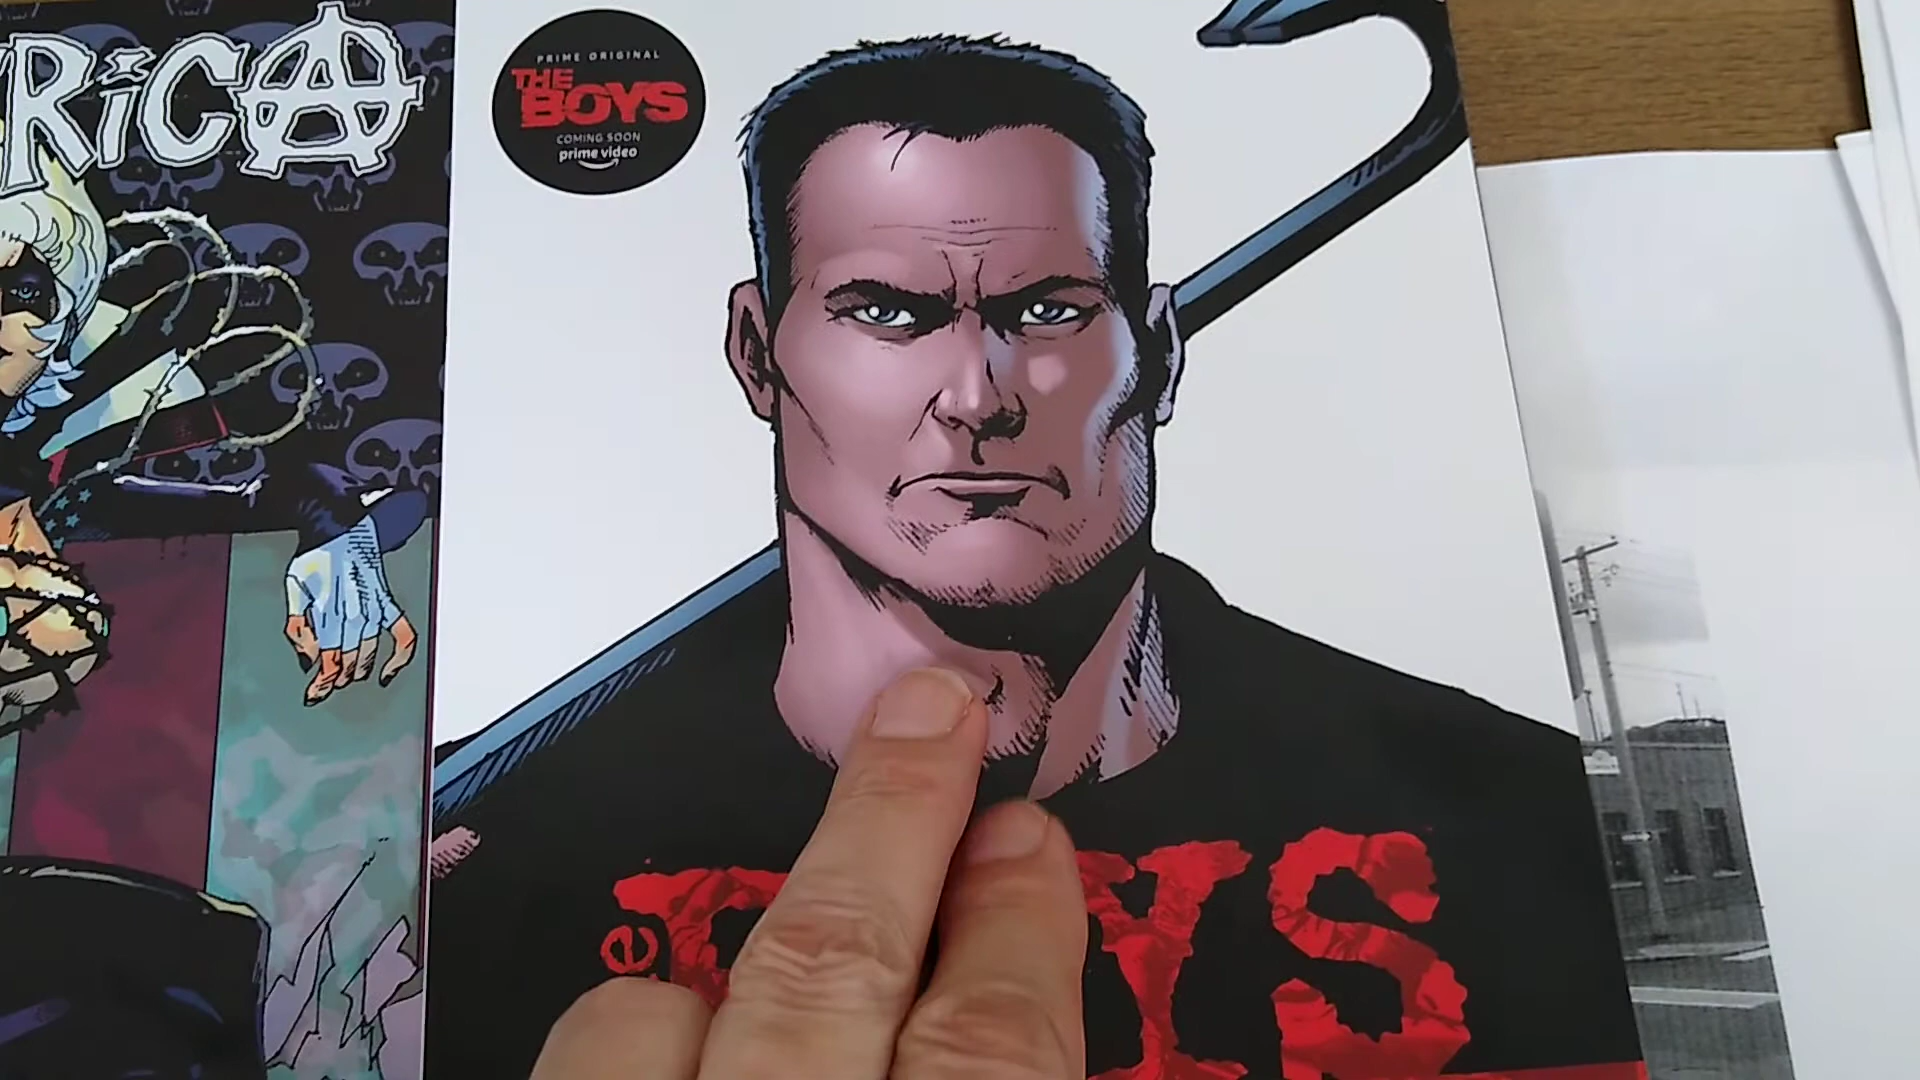 RiCA
PRIME ORIGINAL
THE
BOYS
COMING SOON
prime video